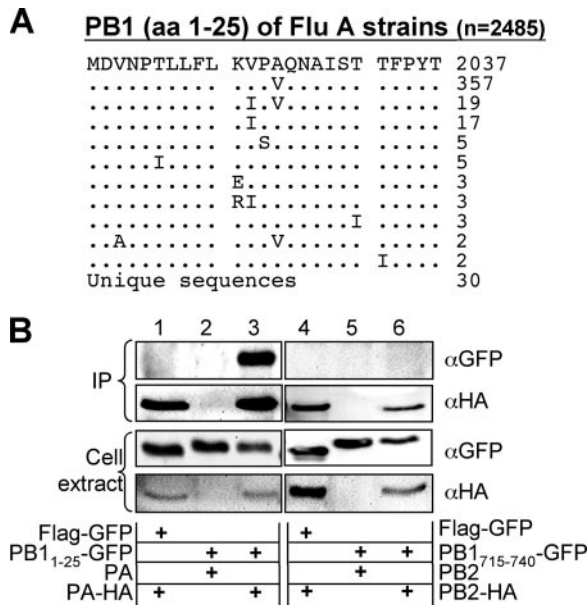 A
PB1 (aa 1-25) of Flu A strains (n=2485)
MDVNPTLLFL KVPAQNAIST TFPYT 2037
.......... ...V...... ..... 357
.......... .I.V...... ..... 19
.......... .I........ ..... 17
.......... ..S....... ..... 5
.....I.... .......... ..... 5
.......... E......... ..... 3
.......... RI........ ..... 3
.......... .........I ..... 3
..A....... ...V...... ..... 2
.......... .......... I.... 2
Unique sequences 30
B
1 2 3 4 5 6
IP
αGFP
αHA
Cell extract
αGFP
αHA
Flag-GFP + + Flag-GFP
PB1₁₋₂₅-GFP + + + + PB1₇₁₅₋₇₄₀-GFP
PA + + PB2
PA-HA + + + + PB2-HA